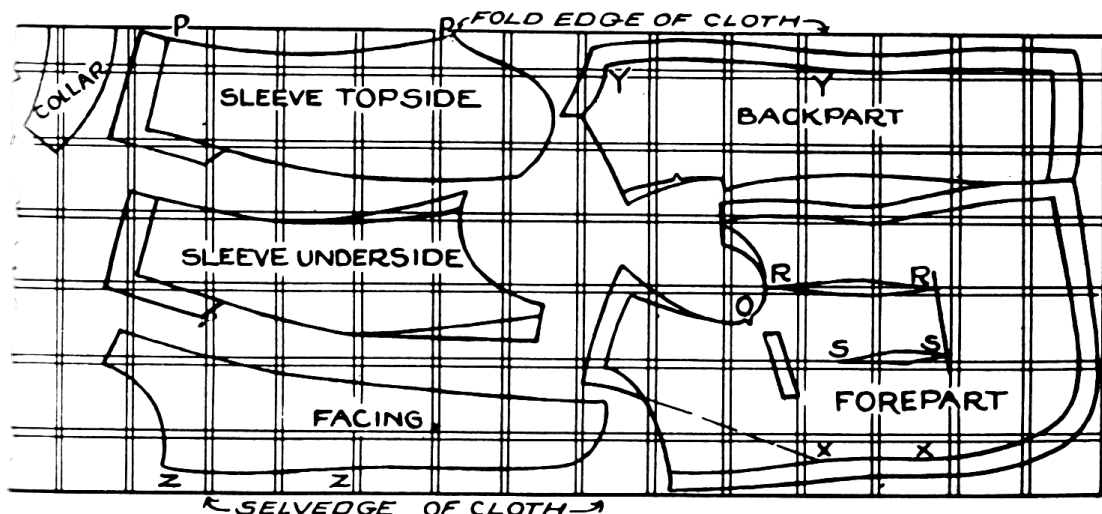 P
R
FOLD EDGE OF CLOTH
COLLAR
SLEEVE TOPSIDE
Y
Y
BACKPART
SLEEVE UNDERSIDE
R
R
O
S
S
FACING
FOREPART
X
X
Z
Z
SELVEDGE OF CLOTH